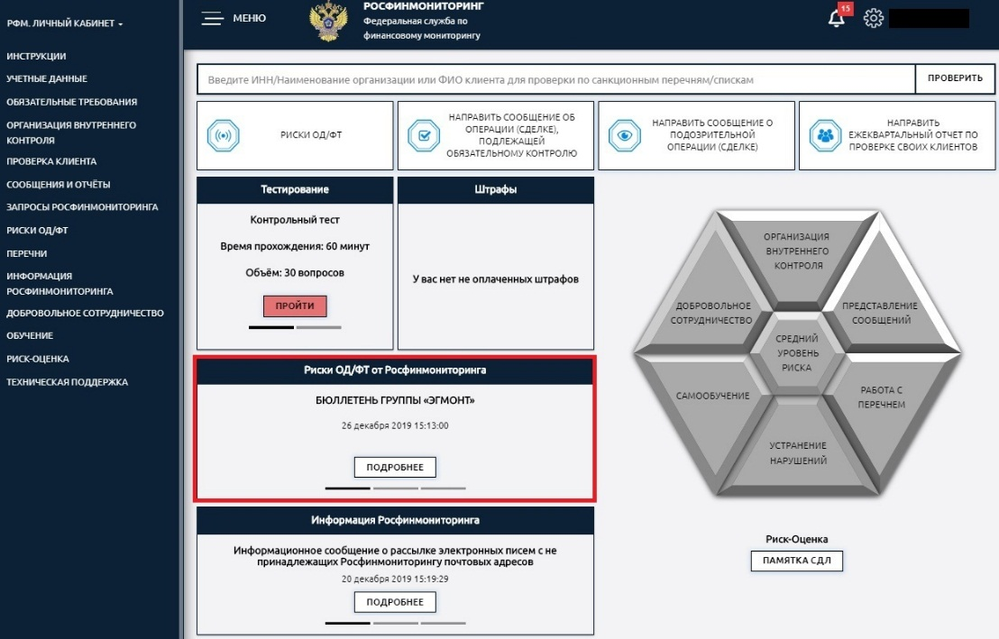 РФМ. ЛИЧНЫЙ КАБИНЕТ
ИНСТРУКЦИИ
УЧЕТНЫЕ ДАННЫЕ
ОБЯЗАТЕЛЬНЫЕ ТРЕБОВАНИЯ
ОРГАНИЗАЦИЯ ВНУТРЕННЕГО
КОНТРОЛЯ
ПРОВЕРКА КЛИЕНТА
СООБЩЕНИЯ И ОТЧЁТЫ
ЗАПРОСЫ РОСФИНМОНИТОРИНГА
РИСКИ ОД/ФТ
ПЕРЕЧНИ
ИНФОРМАЦИЯ
РОСФИНМОНИТОРИНГА
ДОБРОВОЛЬНОЕ СОТРУДНИЧЕСТВО
ОБУЧЕНИЕ
РИСК-ОЦЕНКА
ТЕХНИЧЕСКАЯ ПОДДЕРЖКА
МЕНЮ
РОСФИНМОНИТОРИНГ
Федеральная служба по
финансовому мониторингу
15
Введите ИНН/Наименование организации или ФИО клиента для проверки по санкционным перечням/спискам
ПРОВЕРИТЬ
РИСКИ ОД/ФТ
НАПРАВИТЬ СООБЩЕНИЕ ОБ
ОПЕРАЦИИ (СДЕЛКЕ),
ПОДЛЕЖАЩЕЙ
ОБЯЗАТЕЛЬНОМУ КОНТРОЛЮ
НАПРАВИТЬ СООБЩЕНИЕ О
ПОДОЗРИТЕЛЬНОЙ
ОПЕРАЦИИ (СДЕЛКЕ)
НАПРАВИТЬ
ЕЖЕКВАРТАЛЬНЫЙ ОТЧЕТ ПО
ПРОВЕРКЕ СВОИХ КЛИЕНТОВ
Тестирование
Контрольный тест
Время прохождения: 60 минут
Объём: 30 вопросов
ПРОЙТИ
Штрафы
У вас нет не оплаченных штрафов
Риски ОД/ФТ от Росфинмониторинга
БЮЛЛЕТЕНЬ ГРУППЫ «ЭГМОНТ»
26 декабря 2019 15:13:00
ПОДРОБНЕЕ
Информация Росфинмониторинга
Информационное сообщение о рассылке электронных писем с не
принадлежащих Росфинмониторингу почтовых адресов
20 декабря 2019 15:19:29
ПОДРОБНЕЕ
ОРГАНИЗАЦИЯ
ВНУТРЕННЕГО
КОНТРОЛЯ
ДОБРОВОЛЬНОЕ
СОТРУДНИЧЕСТВО
ПРЕДСТАВЛЕНИЕ
СООБЩЕНИЙ
СРЕДНИЙ
УРОВЕНЬ
РИСКА
САМООБУЧЕНИЕ
РАБОТА С
ПЕРЕЧНЕМ
УСТРАНЕНИЕ
НАРУШЕНИЙ
Риск-Оценка
ПАМЯТКА СДЛ